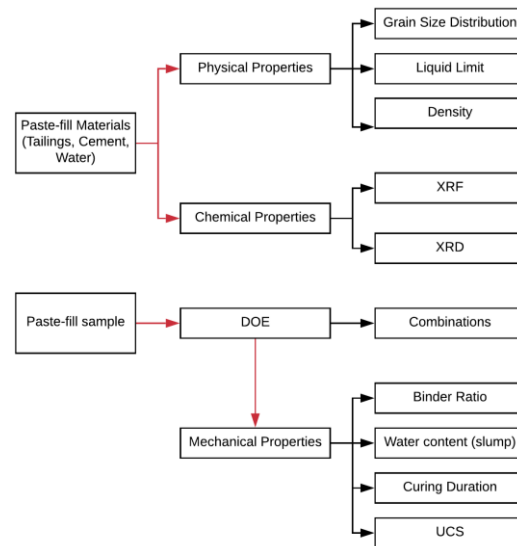 Grain Size Distribution
Physical Properties
Liquid Limit
Density
Paste-fill Materials
(Tailings, Cement,
Water)
XRF
Chemical Properties
XRD
Paste-fill sample
DOE
Combinations
Binder Ratio
Mechanical Properties
Water content (slump)
Curing Duration
UCS